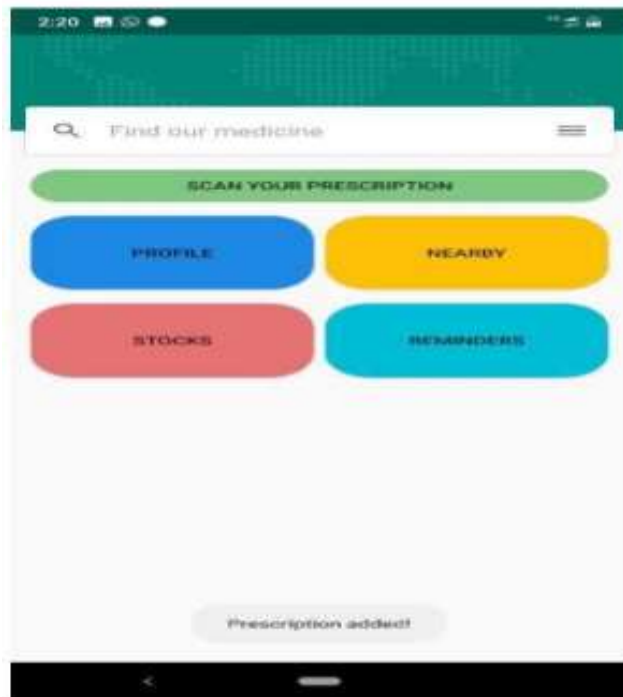 2:20
Find our medicine
SCAN YOUR PRESCRIPTION
PROFILE
NEARBY
STOCKS
REMINDERS
Prescription added!